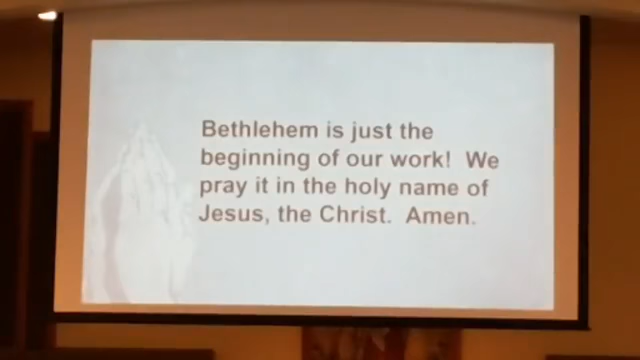 Bethlehem is just the
beginning of our work! We
pray it in the holy name of
Jesus, the Christ. Amen.